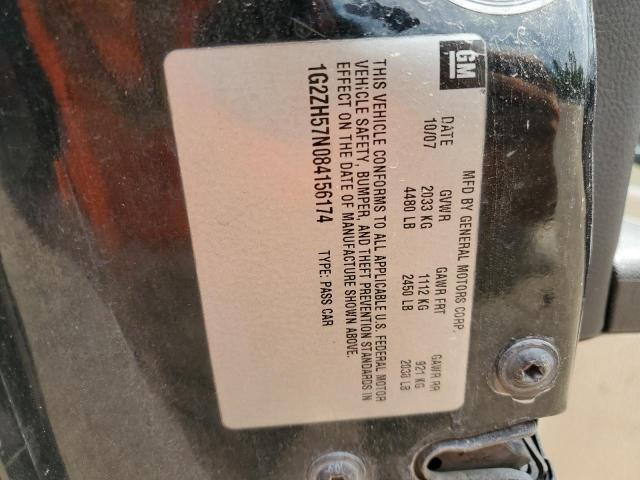 GM
MFD BY GENERAL MOTORS CORP.
DATE GVWR GAWR FRT GAWR RR
10/07 2033 KG 1112 KG 921 KG
4480 LB 2450 LB 2030 LB
THIS VEHICLE CONFORMS TO ALL APPLICABLE U.S. FEDERAL MOTOR
VEHICLE SAFETY, BUMPER, AND THEFT PREVENTION STANDARDS IN
EFFECT ON THE DATE OF MANUFACTURE SHOWN ABOVE.
1G2ZH57N084156174 TYPE: PASS CAR